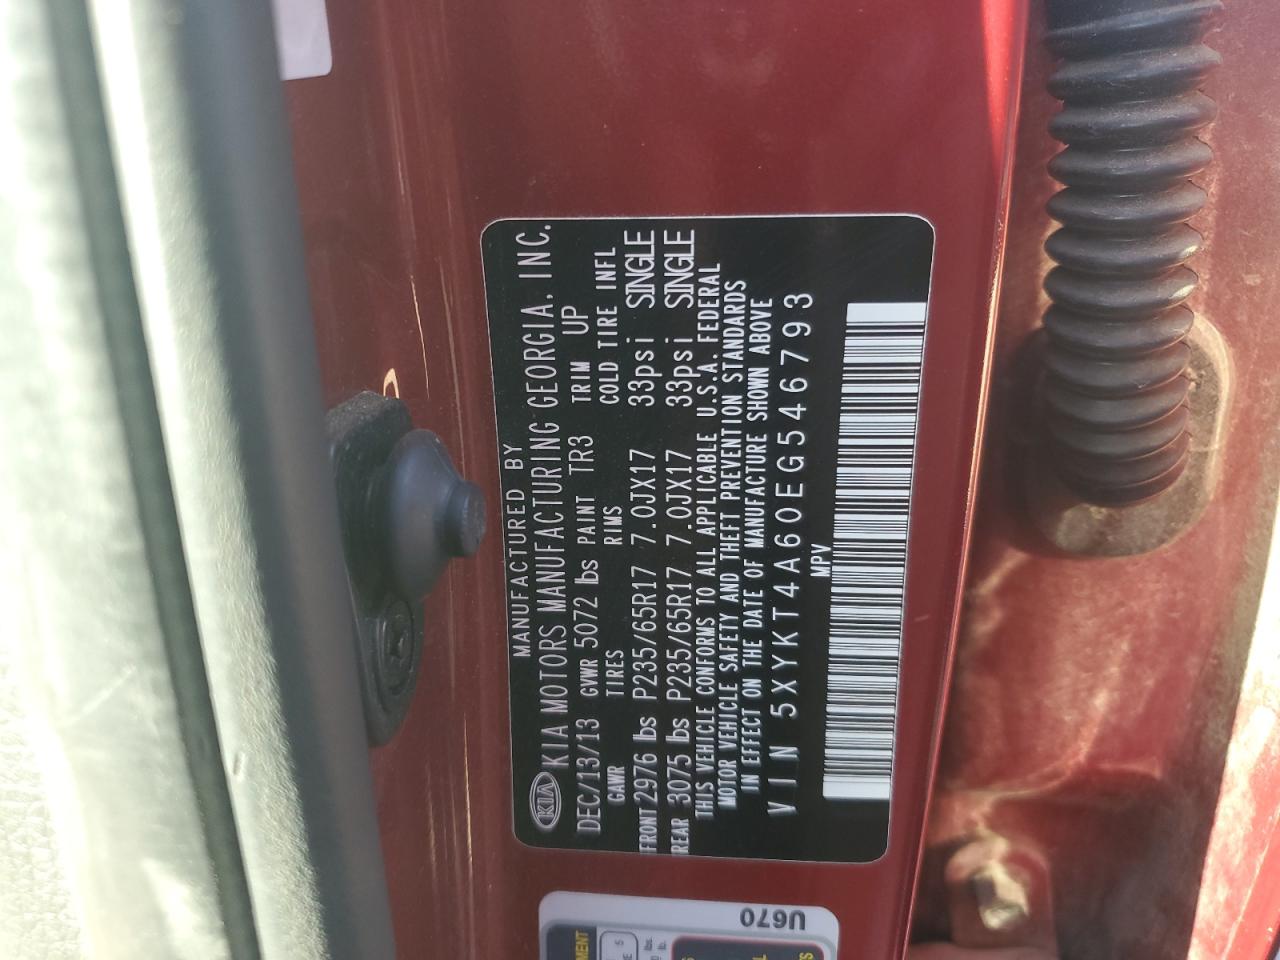 MANUFACTURED BY
KIA KIA MOTORS MANUFACTURING GEORGIA, INC.
DEC/13/13 GVWR 5072 lbs PAINT TR3 TRIM UP
GAWR TIRES RIMS COLD TIRE INFL
FRONT 2976 lbs P235/65R17 7.0JX17 33psi SINGLE
REAR 3075 lbs P235/65R17 7.0JX17 33psi SINGLE
THIS VEHICLE CONFORMS TO ALL APPLICABLE U.S.A. FEDERAL
MOTOR VEHICLE SAFETY AND THEFT PREVENTION STANDARDS
IN EFFECT ON THE DATE OF MANUFACTURE SHOWN ABOVE
VIN 5XYKT4A60EG546793
MPV
U670